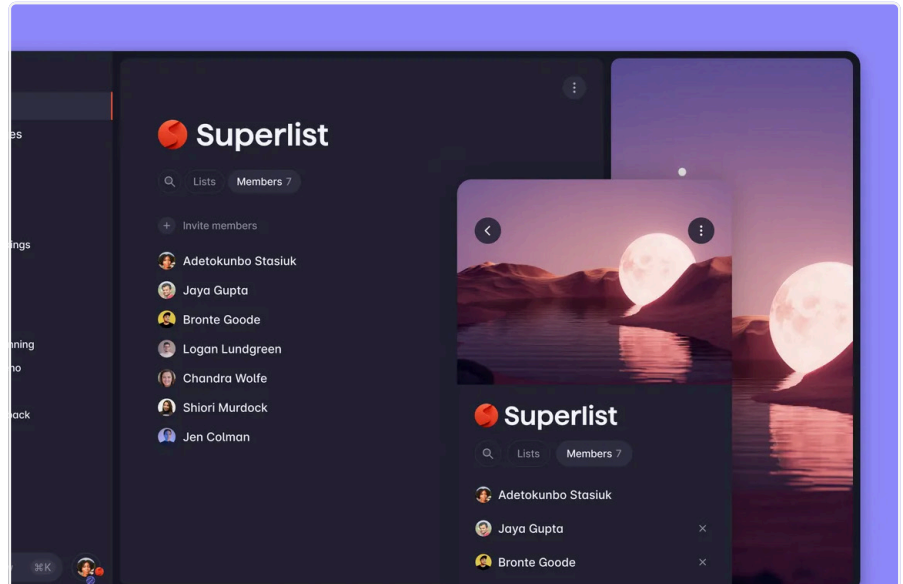 es
ings
nning
no
back
⌘K
Superlist
Lists
Members 7
Invite members
Adetokunbo Stasiuk
Jaya Gupta
Bronte Goode
Logan Lundgreen
Chandra Wolfe
Shiori Murdock
Jen Colman
Superlist
Lists
Members 7
Adetokunbo Stasiuk
Jaya Gupta
Bronte Goode